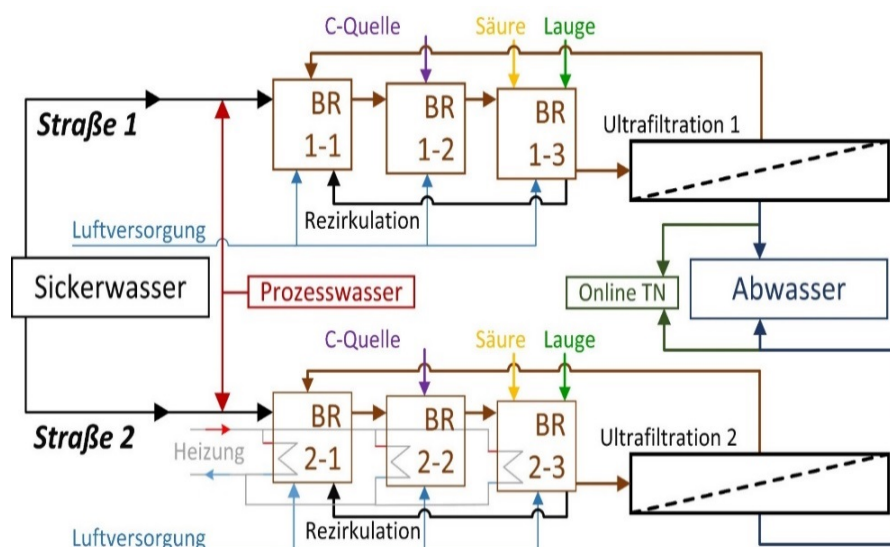 C-Quelle
Säure
Lauge
Straße 1
BR
1-1
BR
1-2
BR
1-3
Ultrafiltration 1
Luftversorgung
Rezirkulation
Sickerwasser
Prozesswasser
Online TN
Abwasser
C-Quelle
Säure
Lauge
Straße 2
Heizung
BR
2-1
BR
2-2
BR
2-3
Ultrafiltration 2
Luftversorgung
Rezirkulation